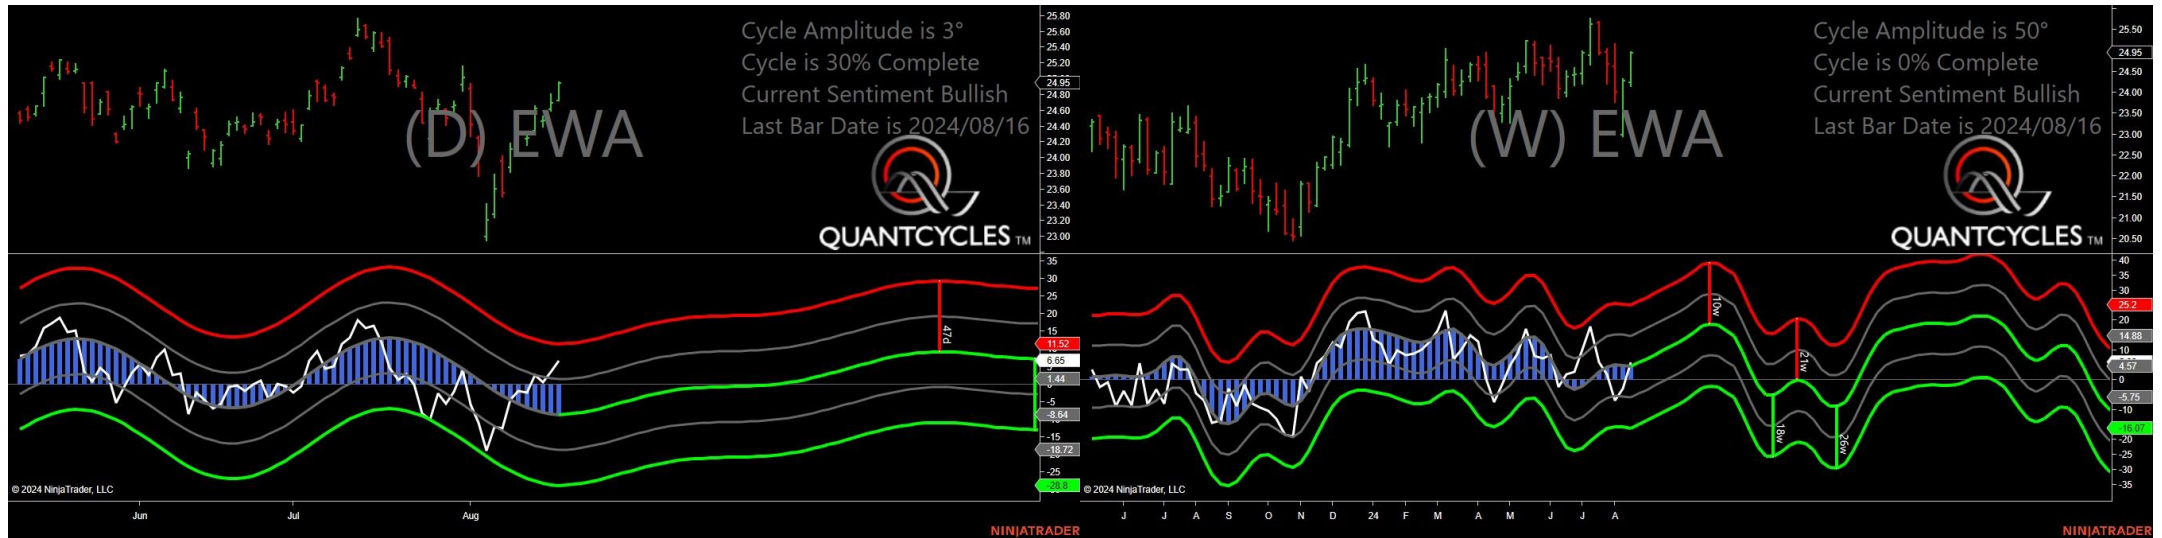 Cycle Amplitude is 3°
Cycle is 30% Complete
Current Sentiment Bullish
Last Bar Date is 2024/08/16
(D) EWA
QUANTCYCLES TM
25.80
25.60
25.40
25.20
24.95
24.80
24.60
24.40
24.20
24.00
23.80
23.60
23.40
23.20
23.00
35
30
25
20
15
11.52
6.65
1.44
-5
-8.64
-15
-18.72
-25
-28.8
47d
© 2024 NinjaTrader, LLC
Jun Jul Aug
NINJATRADER
Cycle Amplitude is 50°
Cycle is 0% Complete
Current Sentiment Bullish
Last Bar Date is 2024/08/16
(W) EWA
QUANTCYCLES TM
25.50
24.95
24.50
24.00
23.50
23.00
22.50
22.00
21.50
21.00
20.50
40
35
30
25.2
20
14.88
10
4.57
0
-5.75
-10
-16.07
-20
-25
-30
-35
10w
21w
18w
26w
© 2024 NinjaTrader, LLC
J J A S O N D 24 F M A M J J A
NINJATRADER